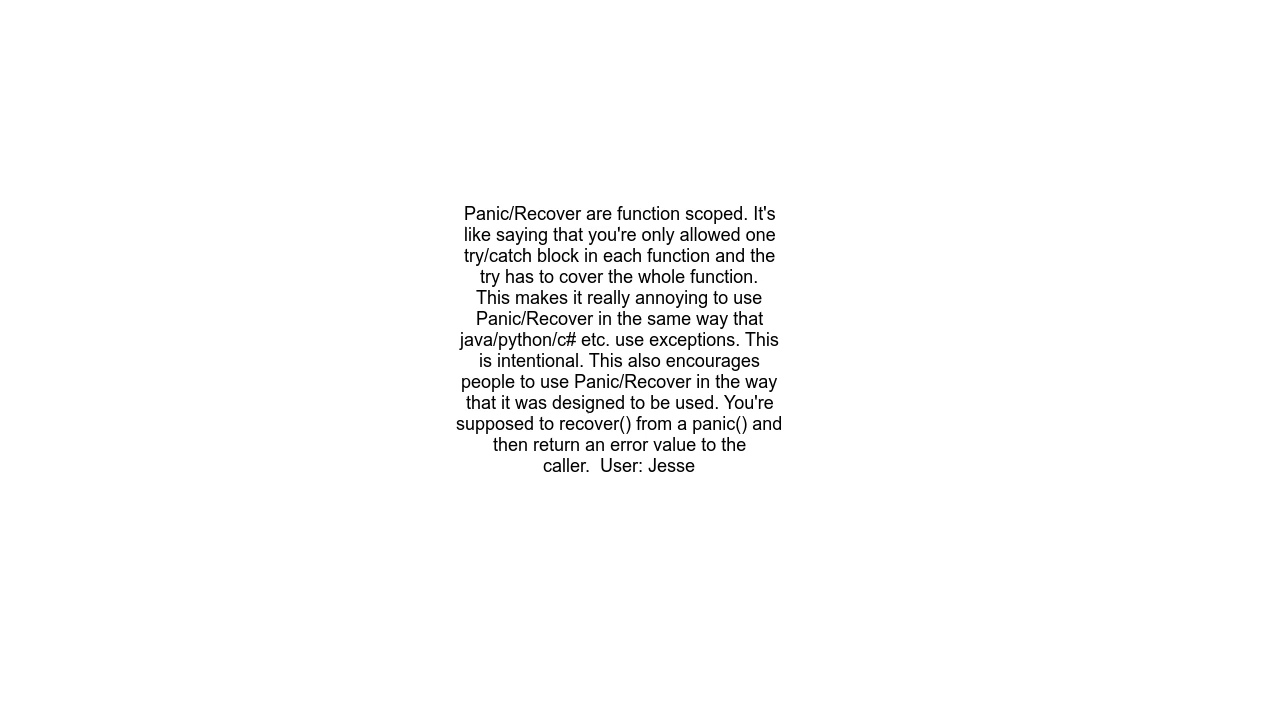 Panic/Recover are function scoped. It's
like saying that you're only allowed one
try/catch block in each function and the
try has to cover the whole function.
This makes it really annoying to use
Panic/Recover in the same way that
java/python/c# etc. use exceptions. This
is intentional. This also encourages
people to use Panic/Recover in the way
that it was designed to be used. You're
supposed to recover() from a panic() and
then return an error value to the
caller.  User: Jesse